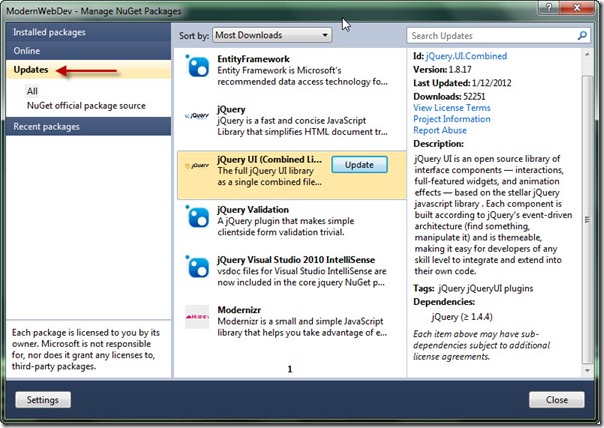 ModernWebDev - Manage NuGet Packages
Installed packages
Online
Updates
All
NuGet official package source
Recent packages
Each package is licensed to you by its
owner. Microsoft is not responsible
for, nor does it grant any licenses to,
third-party packages.
Settings
Sort by: Most Downloads
EntityFramework
Entity Framework is Microsoft's
recommended data access technology fo...
jQuery
jQuery is a fast and concise JavaScript
Library that simplifies HTML document tr...
jQuery UI (Combined Li...
The full jQuery UI library
as a single combined file...
Update
jQuery Validation
A jQuery plugin that makes simple
clientside form validation trivial.
jQuery Visual Studio 2010 IntelliSense
vsdoc files for Visual Studio IntelliSense are
now included in the core jquery NuGet p...
Modernizr
Modernizr is a small and simple JavaScript
library that helps you take advantage of e...
1
Search Updates
Id: jQuery.UI.Combined
Version: 1.8.17
Last Updated: 1/12/2012
Downloads: 52251
View License Terms
Project Information
Report Abuse
Description:
jQuery UI is an open source library of
interface components — interactions,
full-featured widgets, and animation
effects — based on the stellar jQuery
javascript library . Each component is
built according to jQuery's event-driven
architecture (find something,
manipulate it) and is themeable,
making it easy for developers of any
skill level to integrate and extend into
their own code.
Tags: jQuery jQueryUI plugins
Dependencies:
jQuery (≥ 1.4.4)
Each item above may have sub-
dependencies subject to additional
license agreements.
Close